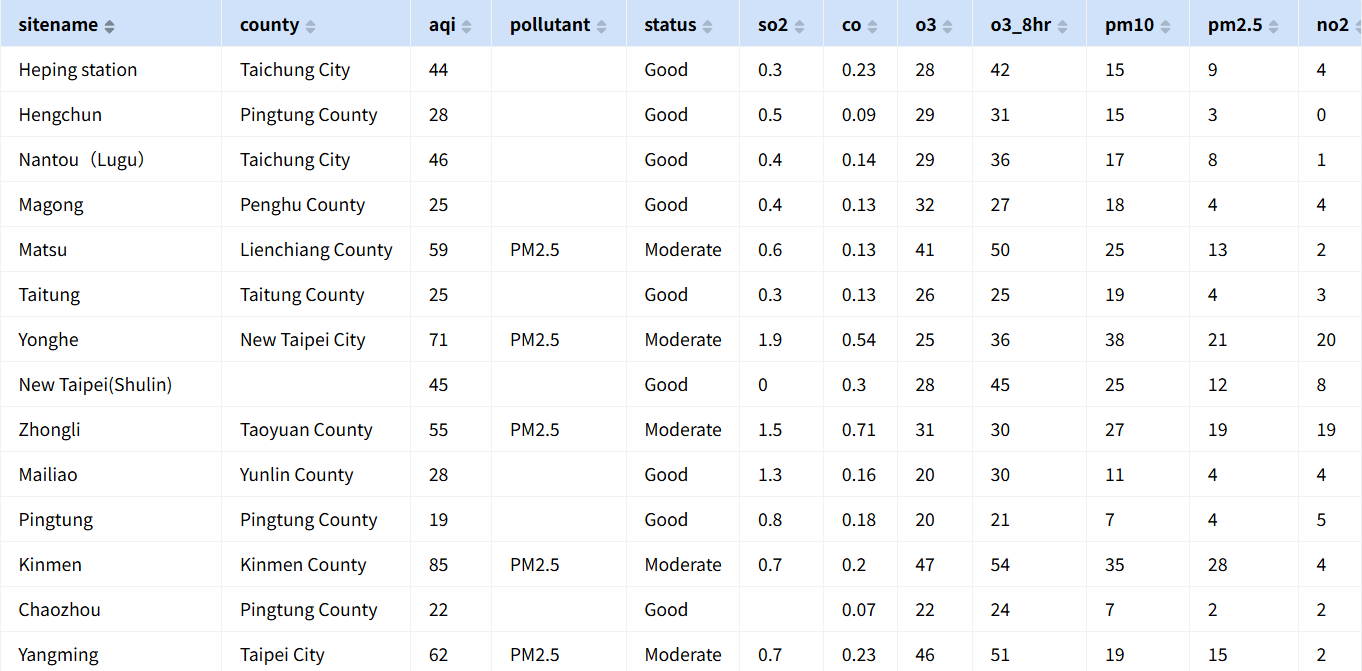 sitename county aqi pollutant status so2 co o3 o3_8hr pm10 pm2.5 no2
Heping station Taichung City 44 Good 0.3 0.23 28 42 15 9 4
Hengchun Pingtung County 28 Good 0.5 0.09 29 31 15 3 0
Nantou（Lugu） Taichung City 46 Good 0.4 0.14 29 36 17 8 1
Magong Penghu County 25 Good 0.4 0.13 32 27 18 4 4
Matsu Lienchiang County 59 PM2.5 Moderate 0.6 0.13 41 50 25 13 2
Taitung Taitung County 25 Good 0.3 0.13 26 25 19 4 3
Yonghe New Taipei City 71 PM2.5 Moderate 1.9 0.54 25 36 38 21 20
New Taipei(Shulin) 45 Good 0 0.3 28 45 25 12 8
Zhongli Taoyuan County 55 PM2.5 Moderate 1.5 0.71 31 30 27 19 19
Mailiao Yunlin County 28 Good 1.3 0.16 20 30 11 4 4
Pingtung Pingtung County 19 Good 0.8 0.18 20 21 7 4 5
Kinmen Kinmen County 85 PM2.5 Moderate 0.7 0.2 47 54 35 28 4
Chaozhou Pingtung County 22 Good 0.07 22 24 7 2 2
Yangming Taipei City 62 PM2.5 Moderate 0.7 0.23 46 51 19 15 2